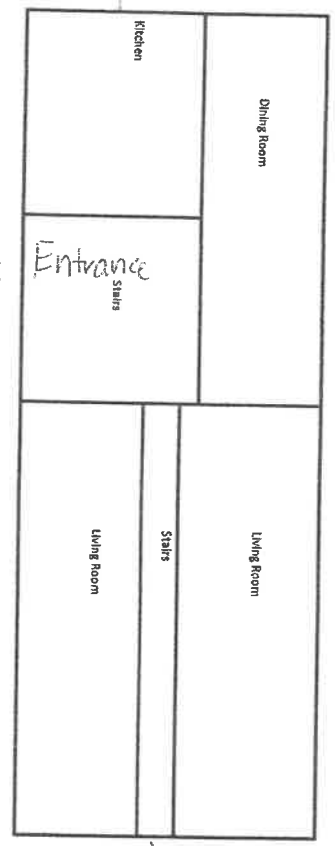 Kitchen
Dining Room
Entrance
Stairs
Living Room
Stairs
Living Room